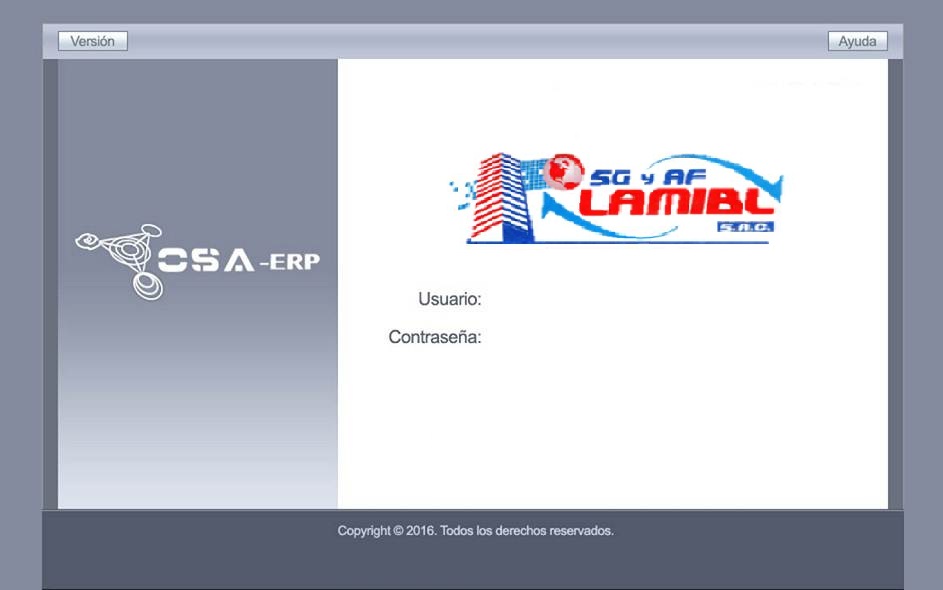 Versión
Ayuda
OSA-ERP
SG y AF
LAMIBL
S.A.C.
Usuario:
Contraseña:
Copyright © 2016. Todos los derechos reservados.